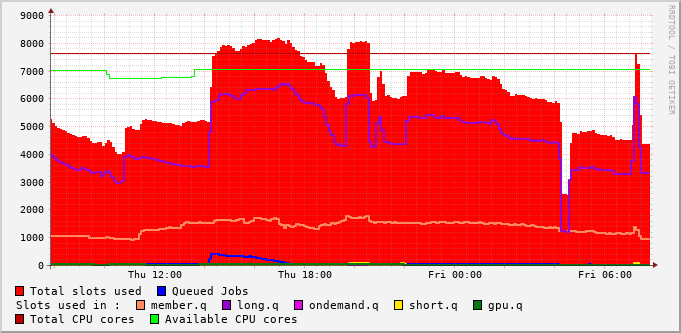 9000
8000
7000
6000
5000
4000
3000
2000
1000
0
Thu 12:00 Thu 18:00 Fri 00:00 Fri 06:00
RRDTOOL / TOBI OETIKER
Total slots used Queued Jobs
Slots used in : member.q long.q ondemand.q short.q gpu.q
Total CPU cores Available CPU cores